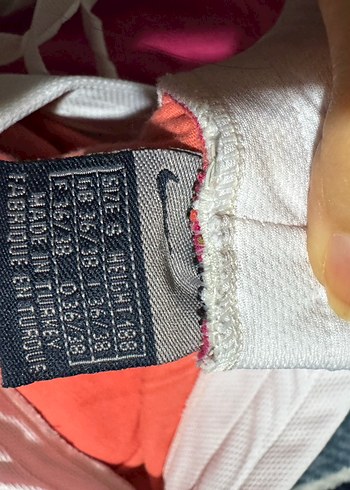 SIZE S HEIGHT 168
GB 36/38 I 36/38
F 36/38 D 36/38
MADE IN TURKEY
FABRIQUE EN TURQUIE